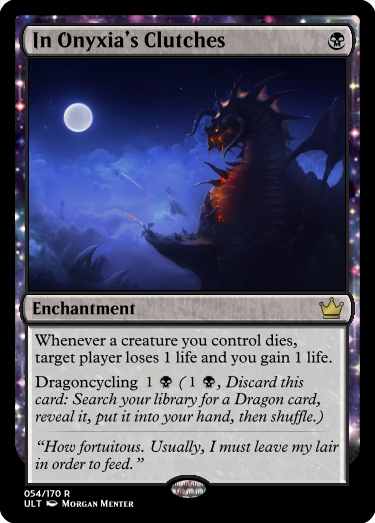 In Onyxia's Clutches
Enchantment
Whenever a creature you control dies,
target player loses 1 life and you gain 1 life.
Dragoncycling 1 ( 1 , Discard this
card: Search your library for a Dragon card,
reveal it, put it into your hand, then shuffle.)
“How fortuitous. Usually, I must leave my lair
in order to feed.”
054/170 R
ULT Morgan Menter